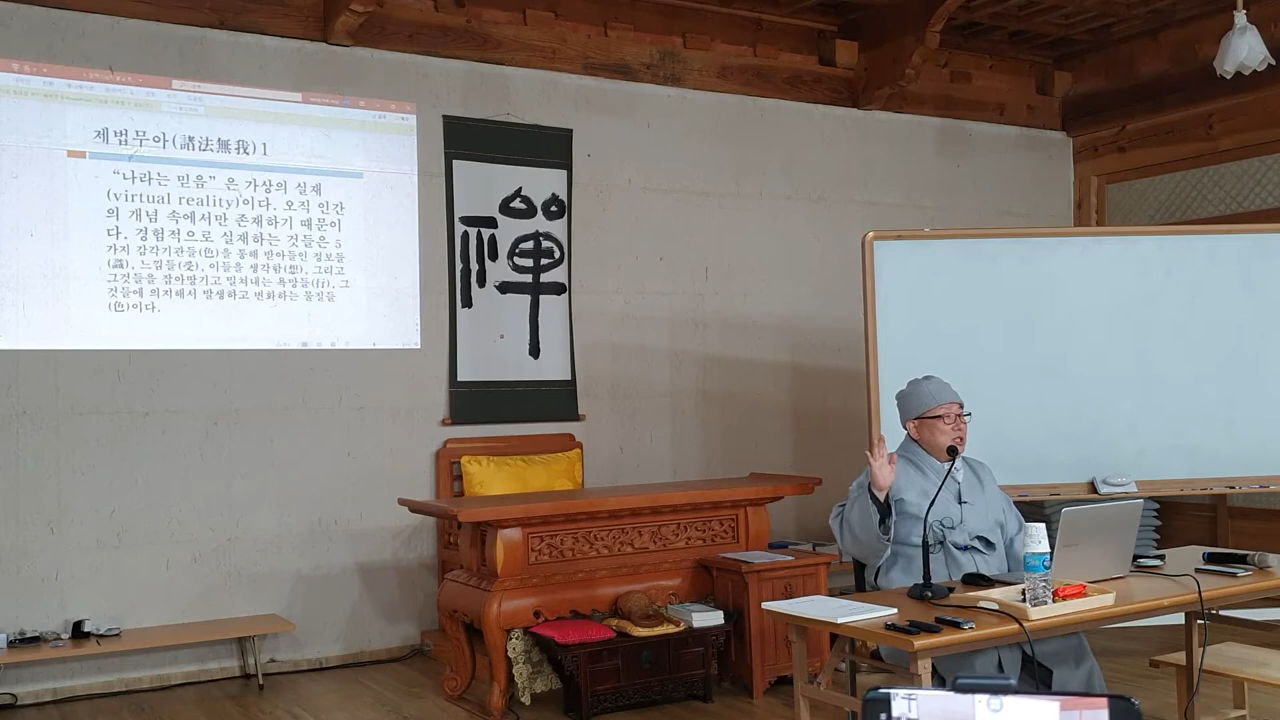 제법무아(諸法無我)1
“나라는 믿음” 은 가상의 실재
(virtual reality)이다. 오직 인간
의 개념 속에서만 존재하기 때문이
다. 경험적으로 실재하는 것들은 5
가지 감각기관들(色)을 통해 받아들인 정보들
(識), 느낌들(受), 이들을 생각함(想), 그리고
그것들을 잡아땅기고 밀쳐내는 욕망들(行), 그
것들에 의지해서 발생하고 변화하는 물질들
(色)이다.
禪